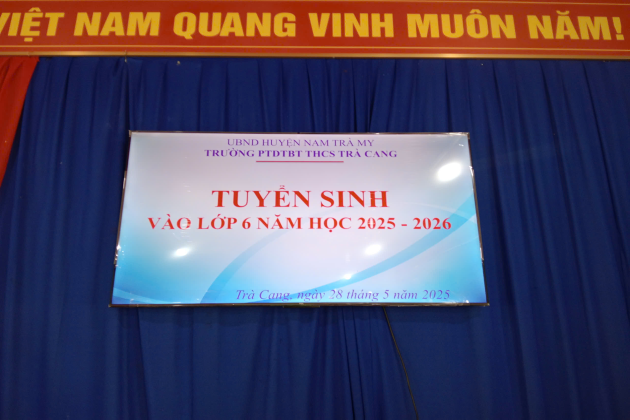 VIỆT NAM QUANG VINH MUÔN NĂM!
UBND HUYỆN NAM TRÀ MY
TRƯỜNG PTDTBT THCS TRÀ CANG
TUYỂN SINH
VÀO LỚP 6 NĂM HỌC 2025 - 2026
Trà Cang, ngày 28 tháng 5 năm 2025